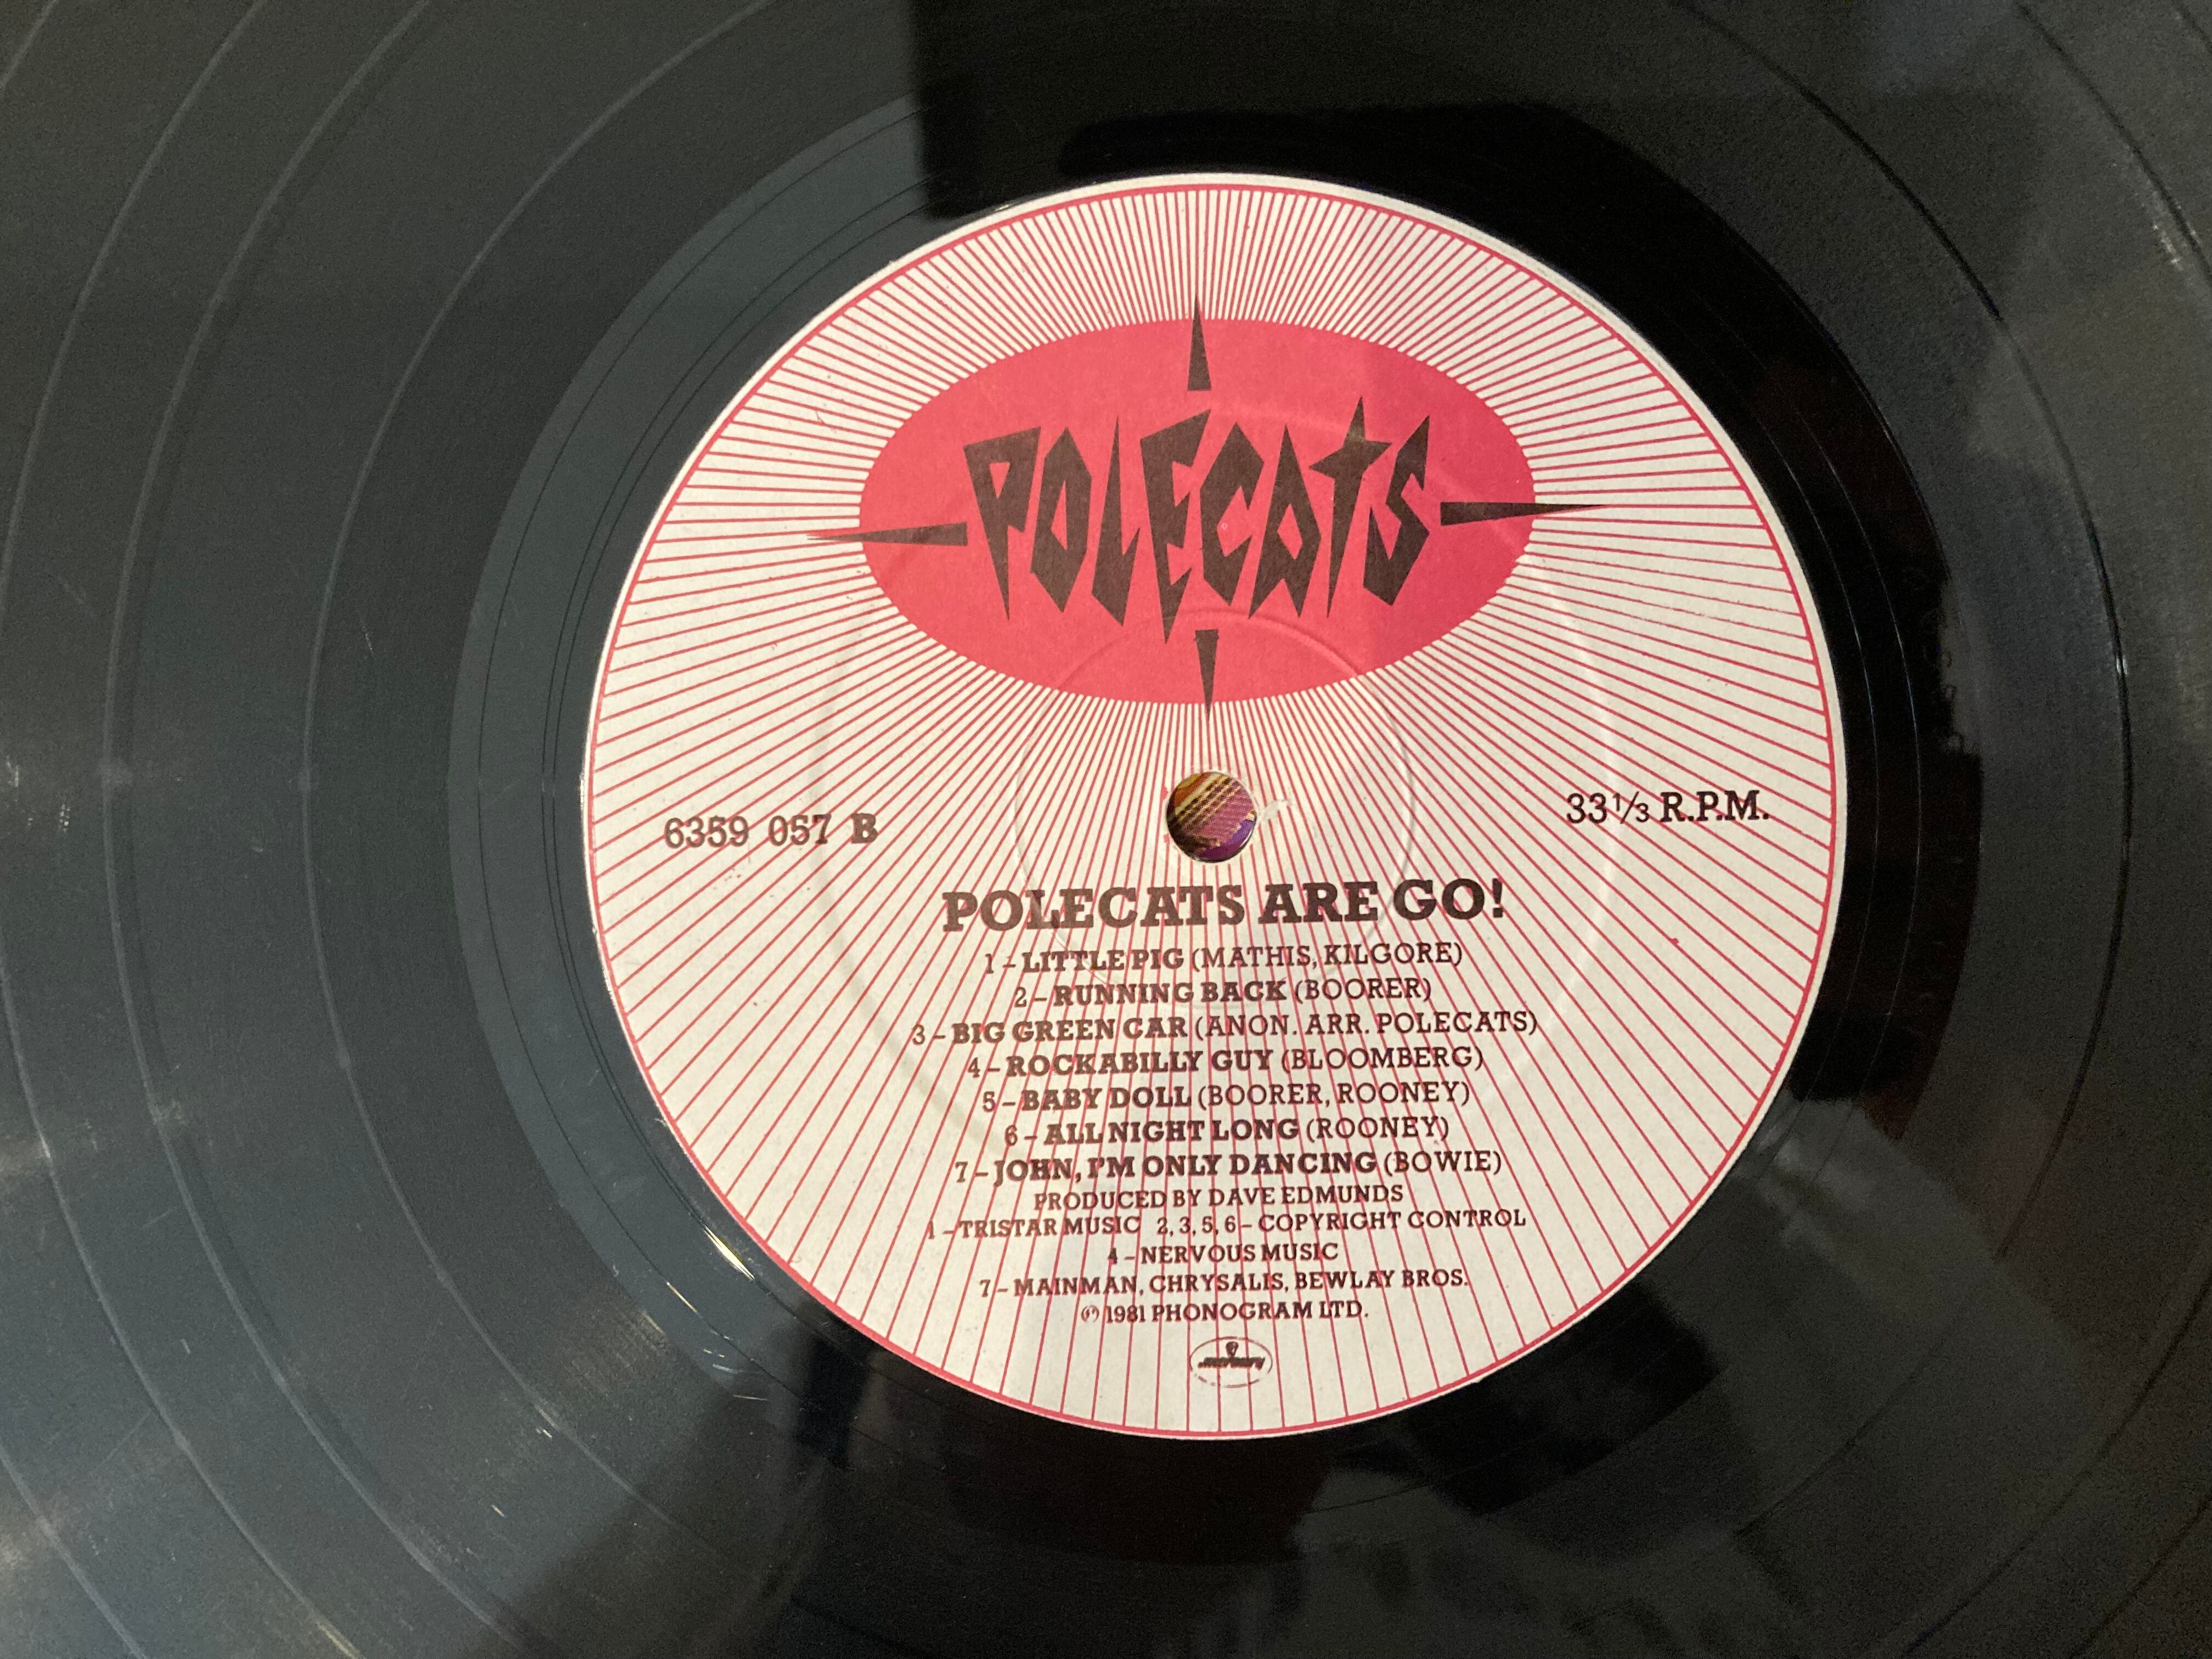 POLECATS
6359 057 B
33⅓ R.P.M.
POLECATS ARE GO!
1 - LITTLE PIG (MATHIS, KILGORE)
2 - RUNNING BACK (BOORER)
3 - BIG GREEN CAR (ANON. ARR. POLECATS)
4 - ROCKABILLY GUY (BLOOMBERG)
5 - BABY DOLL (BOORER, ROONEY)
6 - ALL NIGHT LONG (ROONEY)
7 - JOHN, I'M ONLY DANCING (BOWIE)
PRODUCED BY DAVE EDMUNDS
1 - TRISTAR MUSIC 2, 3, 5, 6 - COPYRIGHT CONTROL
4 - NERVOUS MUSIC
7 - MAINMAN, CHRYSALIS, BEWLAY BROS.
℗ 1981 PHONOGRAM LTD.
mercury